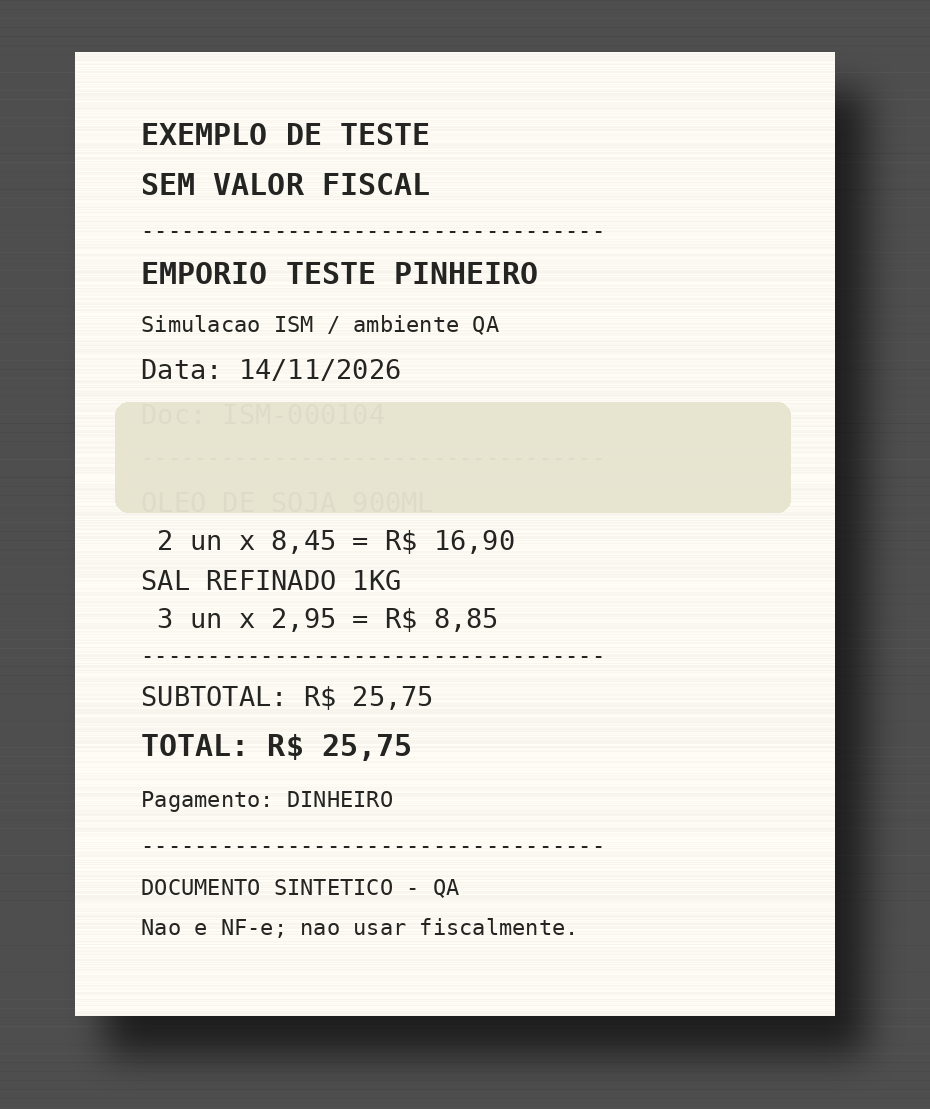 EXEMPLO DE TESTE
SEM VALOR FISCAL
-----------------------------------
EMPORIO TESTE PINHEIRO
Simulacao ISM / ambiente QA
Data: 14/11/2026
Doc: ISM-000104
-----------------------------------
OLEO DE SOJA 900ML
2 un x 8,45 = R$ 16,90
SAL REFINADO 1KG
3 un x 2,95 = R$ 8,85
-----------------------------------
SUBTOTAL: R$ 25,75
TOTAL: R$ 25,75
Pagamento: DINHEIRO
-----------------------------------
DOCUMENTO SINTETICO - QA
Nao e NF-e; nao usar fiscalmente.